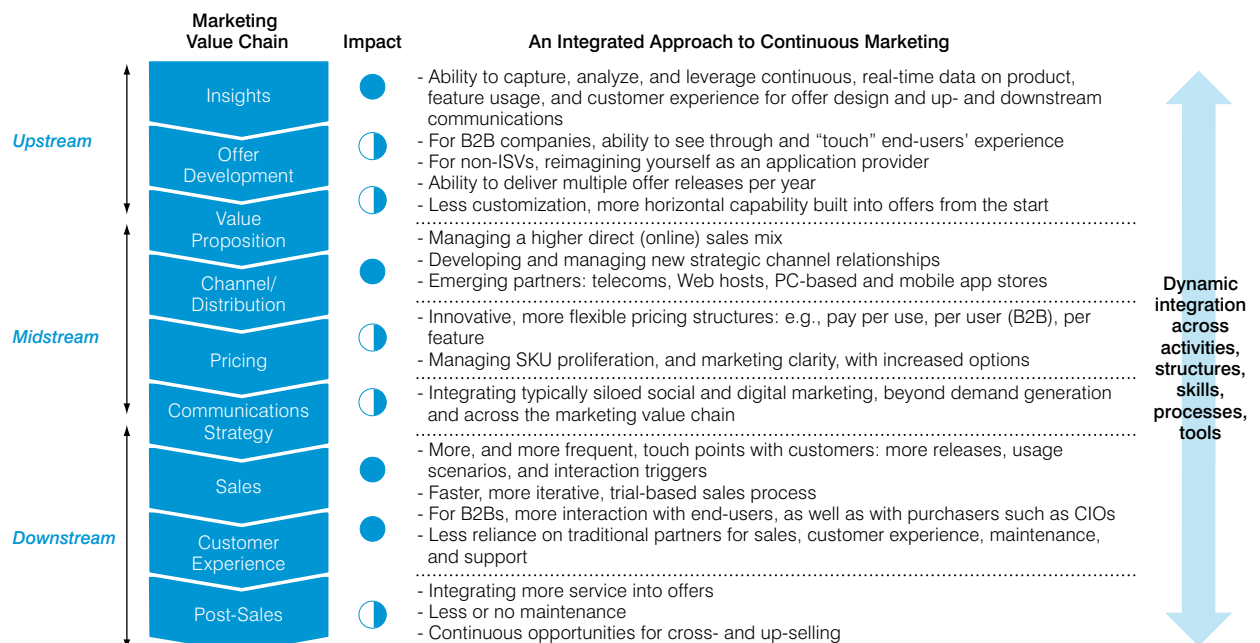 Marketing
Value Chain
Impact
An Integrated Approach to Continuous Marketing
Upstream
Midstream
Downstream
Insights
Offer
Development
Value
Proposition
Channel/
Distribution
Pricing
Communications
Strategy
Sales
Customer
Experience
Post-Sales
- Ability to capture, analyze, and leverage continuous, real-time data on product,
feature usage, and customer experience for offer design and up- and downstream
communications
- For B2B companies, ability to see through and “touch” end-users’ experience
- For non-ISVs, reimagining yourself as an application provider
- Ability to deliver multiple offer releases per year
- Less customization, more horizontal capability built into offers from the start
- Managing a higher direct (online) sales mix
- Developing and managing new strategic channel relationships
- Emerging partners: telecoms, Web hosts, PC-based and mobile app stores
- Innovative, more flexible pricing structures: e.g., pay per use, per user (B2B), per
feature
- Managing SKU proliferation, and marketing clarity, with increased options
- Integrating typically siloed social and digital marketing, beyond demand generation
and across the marketing value chain
- More, and more frequent, touch points with customers: more releases, usage
scenarios, and interaction triggers
- Faster, more iterative, trial-based sales process
- For B2Bs, more interaction with end-users, as well as with purchasers such as CIOs
- Less reliance on traditional partners for sales, customer experience, maintenance,
and support
- Integrating more service into offers
- Less or no maintenance
- Continuous opportunities for cross- and up-selling
Dynamic
integration
across
activities,
structures,
skills,
processes,
tools